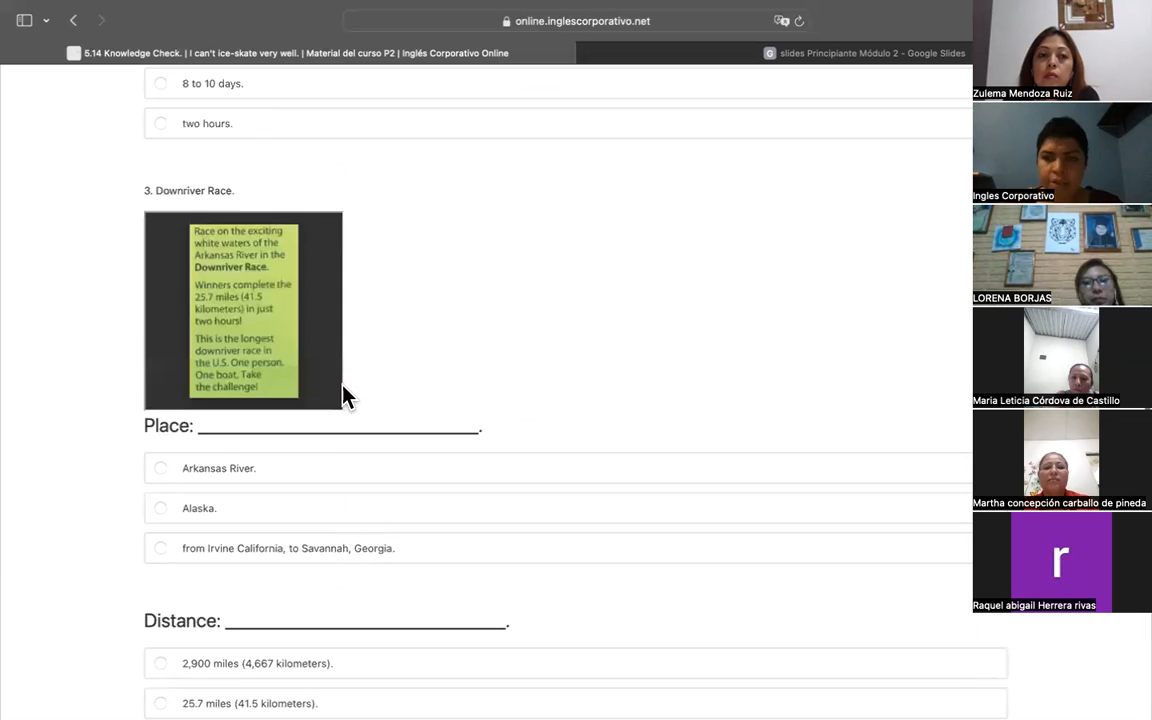 online.inglescorporativo.net
5.14 Knowledge Check. | I can't ice-skate very well. | Material del curso P2 | Inglés Corporativo Online
G slides Principiante Módulo 2 - Google Slides
8 to 10 days.
two hours.
3. Downriver Race.
Race on the exciting
white waters of the
Arkansas River in the
Downriver Race.
Winners complete the
25.7 miles (41.5
kilometers) in just
two hours!
This is the longest
downriver race in
the U.S. One person.
One boat. Take
the challenge!
Place: ____________________________.
Arkansas River.
Alaska.
from Irvine California, to Savannah, Georgia.
Distance: ____________________________.
2,900 miles (4,667 kilometers).
25.7 miles (41.5 kilometers).
Zulema Mendoza Ruiz
Ingles Corporativo
LORENA BORJAS
Maria Leticia Córdova de Castillo
Martha concepción carballo de pineda
r
Raquel abigail Herrera rivas